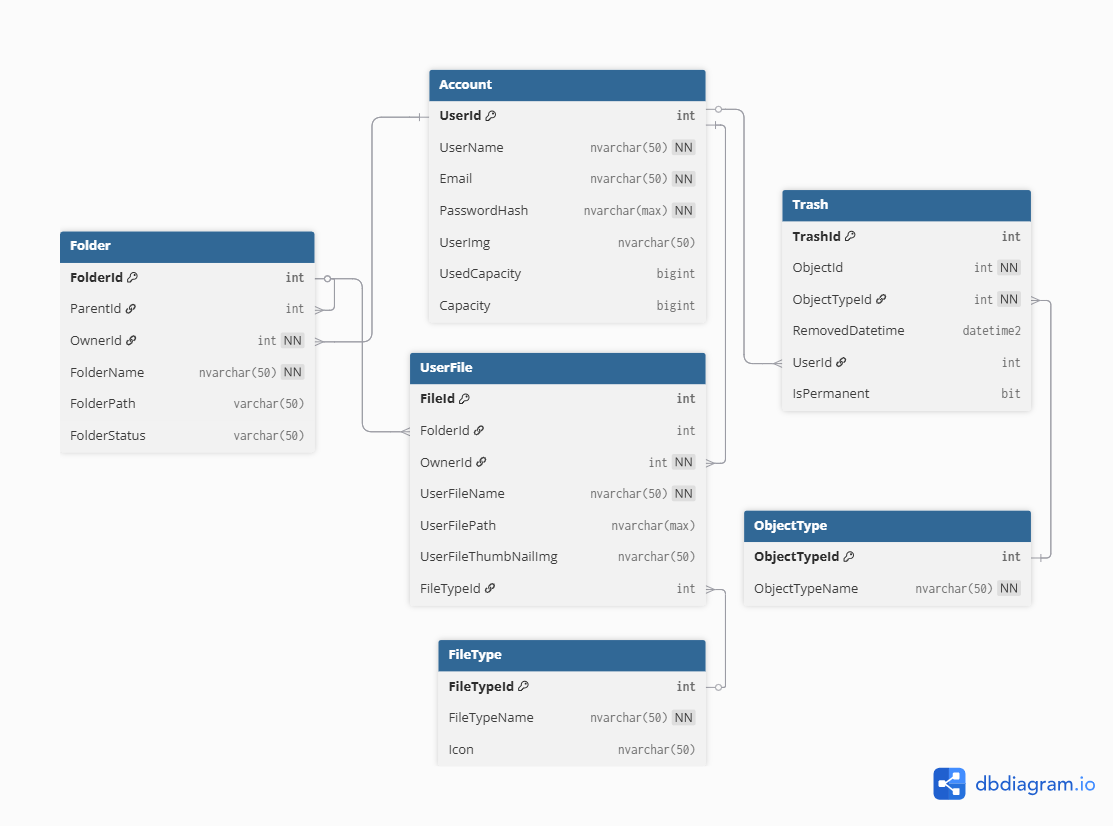 Account
UserId int
UserName nvarchar(50) NN
Email nvarchar(50) NN
PasswordHash nvarchar(max) NN
UserImg nvarchar(50)
UsedCapacity bigint
Capacity bigint
Folder
FolderId int
ParentId int
OwnerId int NN
FolderName nvarchar(50) NN
FolderPath varchar(50)
FolderStatus varchar(50)
UserFile
FileId int
FolderId int
OwnerId int NN
UserFileName nvarchar(50) NN
UserFilePath nvarchar(max)
UserFileThumbNailImg nvarchar(50)
FileTypeId int
Trash
TrashId int
ObjectId int NN
ObjectTypeId int NN
RemovedDatetime datetime2
UserId int
IsPermanent bit
ObjectType
ObjectTypeId int
ObjectTypeName nvarchar(50) NN
FileType
FileTypeId int
FileTypeName nvarchar(50) NN
Icon nvarchar(50)
dbdiagram.io